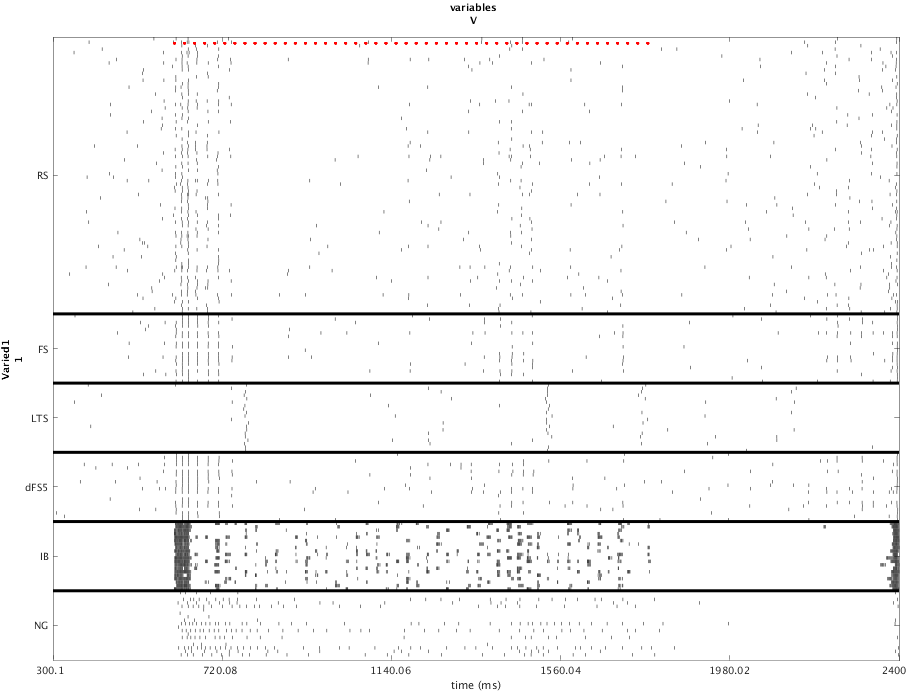 variables
V
RS
FS
LTS
dFS5
IB
NG
Varied1
1
300.1
720.08
1140.06
1560.04
1980.02
2400
time (ms)